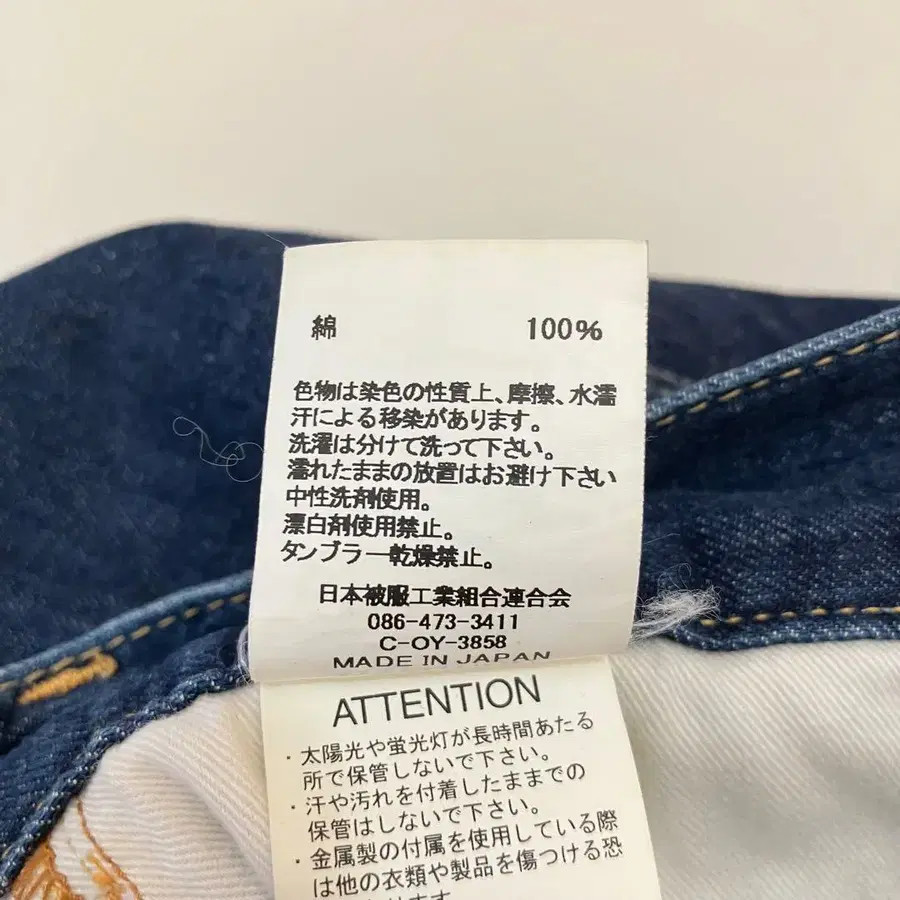 綿 100%
色物は染色の性質上、摩擦、水濡
汗による移染があります。
洗濯は分けて洗って下さい。
濡れたままの放置はお避け下さい
中性洗剤使用。
漂白剤使用禁止。
タンブラー乾燥禁止。
日本被服工業組合連合会
086-473-3411
C-OY-3858
MADE IN JAPAN
ATTENTION
・太陽光や蛍光灯が長時間あたる
所で保管しないで下さい。
・汗や汚れを付着したままでの
保管はしないで下さい。
・金属製の付属を使用している際
は他の衣類や製品を傷つける恐